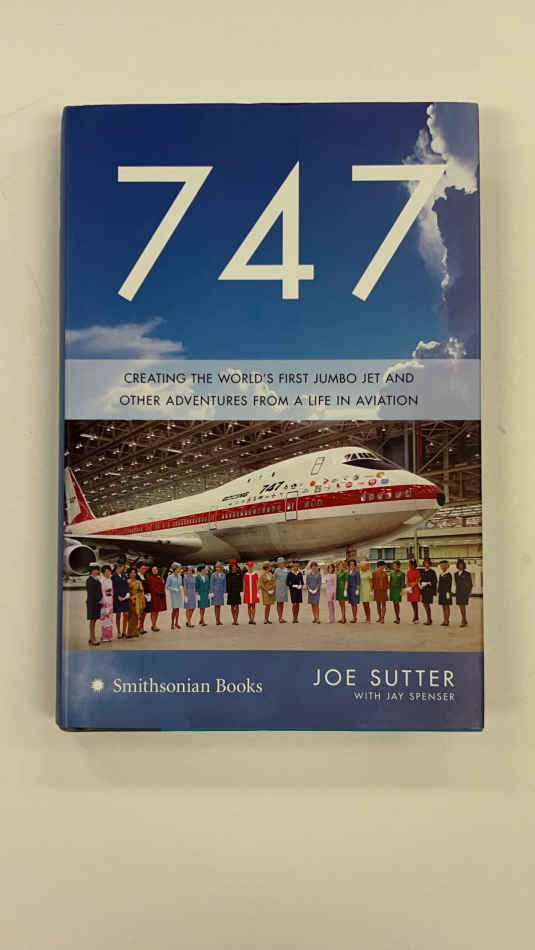 747
CREATING THE WORLD'S FIRST JUMBO JET AND
OTHER ADVENTURES FROM A LIFE IN AVIATION
BOEING 747
Smithsonian Books
JOE SUTTER
WITH JAY SPENSER